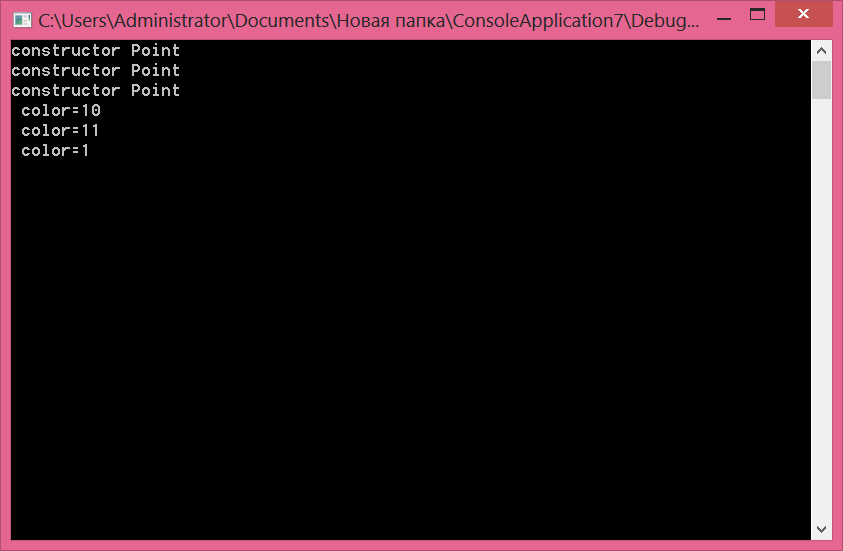 C:\Users\Administrator\Documents\Новая папка\ConsoleApplication7\Debug...
constructor Point
constructor Point
constructor Point
color=10
color=11
color=1